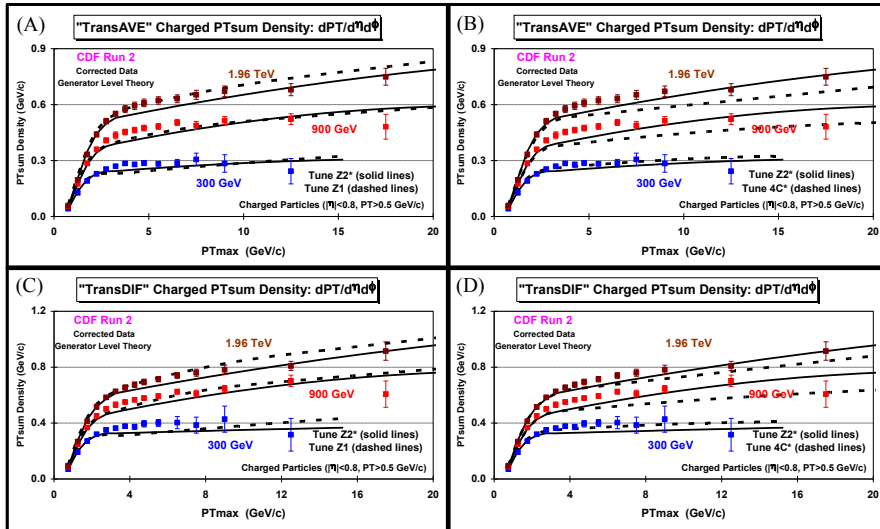 (A)
"TransAVE" Charged PTsum Density: dPT/dηdϕ
CDF Run 2
Corrected Data
Generator Level Theory
1.96 TeV
900 GeV
300 GeV
Tune Z2* (solid lines)
Tune Z1 (dashed lines)
Charged Particles (|η|<0.8, PT>0.5 GeV/c)
PTsum Density (GeV/c)
0.9
0.6
0.3
0.0
0 5 10 15 20
PTmax (GeV/c)
(B)
"TransAVE" Charged PTsum Density: dPT/dηdϕ
CDF Run 2
Corrected Data
Generator Level Theory
1.96 TeV
900 GeV
300 GeV
Tune Z2* (solid lines)
Tune 4C* (dashed lines)
Charged Particles (|η|<0.8, PT>0.5 GeV/c)
PTsum Density (GeV/c)
0.9
0.6
0.3
0.0
0 5 10 15 20
PTmax (GeV/c)
(C)
"TransDIF" Charged PTsum Density: dPT/dηdϕ
CDF Run 2
Corrected Data
Generator Level Theory
1.96 TeV
900 GeV
300 GeV
Tune Z2* (solid lines)
Tune Z1 (dashed lines)
Charged Particles (|η|<0.8, PT>0.5 GeV/c)
PTsum Density (GeV/c)
1.2
0.8
0.4
0.0
0 4 8 12 16 20
PTmax (GeV/c)
(D)
"TransDIF" Charged PTsum Density: dPT/dηdϕ
CDF Run 2
Corrected Data
Generator Level Theory
1.96 TeV
900 GeV
300 GeV
Tune Z2* (solid lines)
Tune 4C* (dashed lines)
Charged Particles (|η|<0.8, PT>0.5 GeV/c)
PTsum Density (GeV/c)
1.2
0.8
0.4
0.0
0 4 8 12 16 20
PTmax (GeV/c)